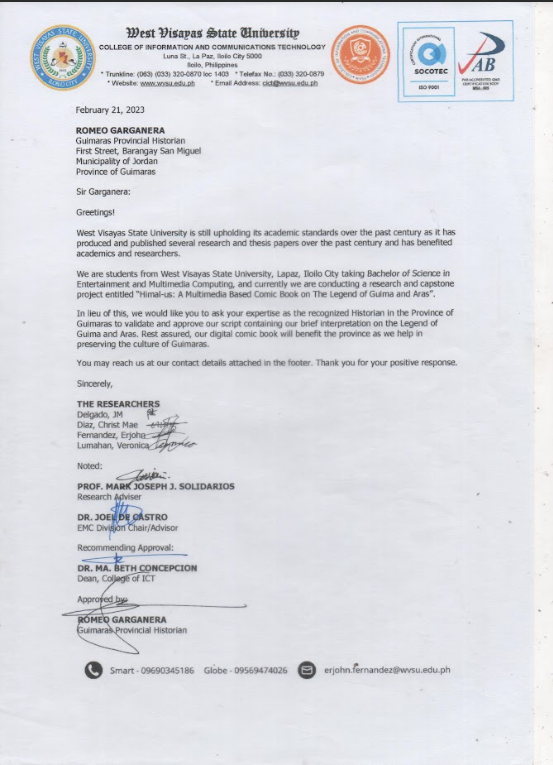 West Visayas State University
COLLEGE OF INFORMATION AND COMMUNICATIONS TECHNOLOGY
Luna St., La Paz, Iloilo City 5000
Iloilo, Philippines
* Trunkline: (063) (033) 320-0870 loc 1403 * Telefax No.: (033) 320-0879
* Website: www.wvsu.edu.ph * Email Address: cict@wvsu.edu.ph
SOCOTEC
ISO 9001
PAB
February 21, 2023
ROMEO GARGANERA
Guimaras Provincial Historian
First Street, Barangay San Miguel
Municipality of Jordan
Province of Guimaras
Sir Garganera:
Greetings!
West Visayas State University is still upholding its academic standards over the past century as it has
produced and published several research and thesis papers over the past century and has benefited
academics and researchers.
We are students from West Visayas State University, Lapaz, Iloilo City taking Bachelor of Science in
Entertainment and Multimedia Computing, and currently we are conducting a research and capstone
project entitled "Himal-us: A Multimedia Based Comic Book on The Legend of Guima and Aras".
In lieu of this, we would like to you ask your expertise as the recognized Historian in the Province of
Guimaras to validate and approve our script containing our brief interpretation on the Legend of
Guima and Aras. Rest assured, our digital comic book will benefit the province as we help in
preserving the culture of Guimaras.
You may reach us at our contact details attached in the footer. Thank you for your positive response.
Sincerely,
THE RESEARCHERS
Delgado, JM
Diaz, Christ Mae
Fernandez, Erjohn
Lumahan, Veronica
Noted:
PROF. MARK JOSEPH J. SOLIDARIOS
Research Adviser
DR. JOEL DE CASTRO
EMC Division Chair/Advisor
Recommending Approval:
DR. MA. BETH CONCEPCION
Dean, College of ICT
Approved by:
ROMEO GARGANERA
Guimaras Provincial Historian
Smart - 09690345186 Globe - 09569474026 erjohn.fernandez@wvsu.edu.ph